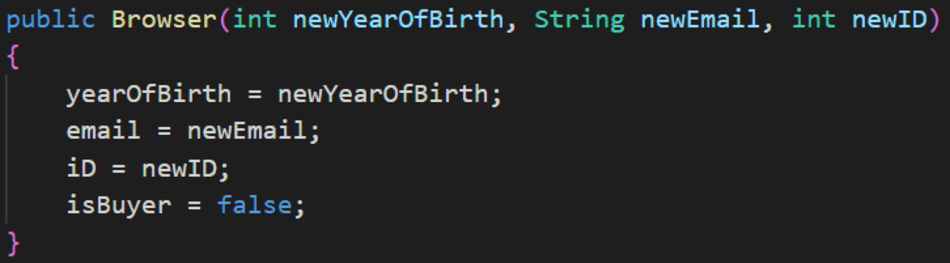 public Browser(int newYearOfBirth, String newEmail, int newID)
{
    yearOfBirth = newYearOfBirth;
    email = newEmail;
    iD = newID;
    isBuyer = false;
}